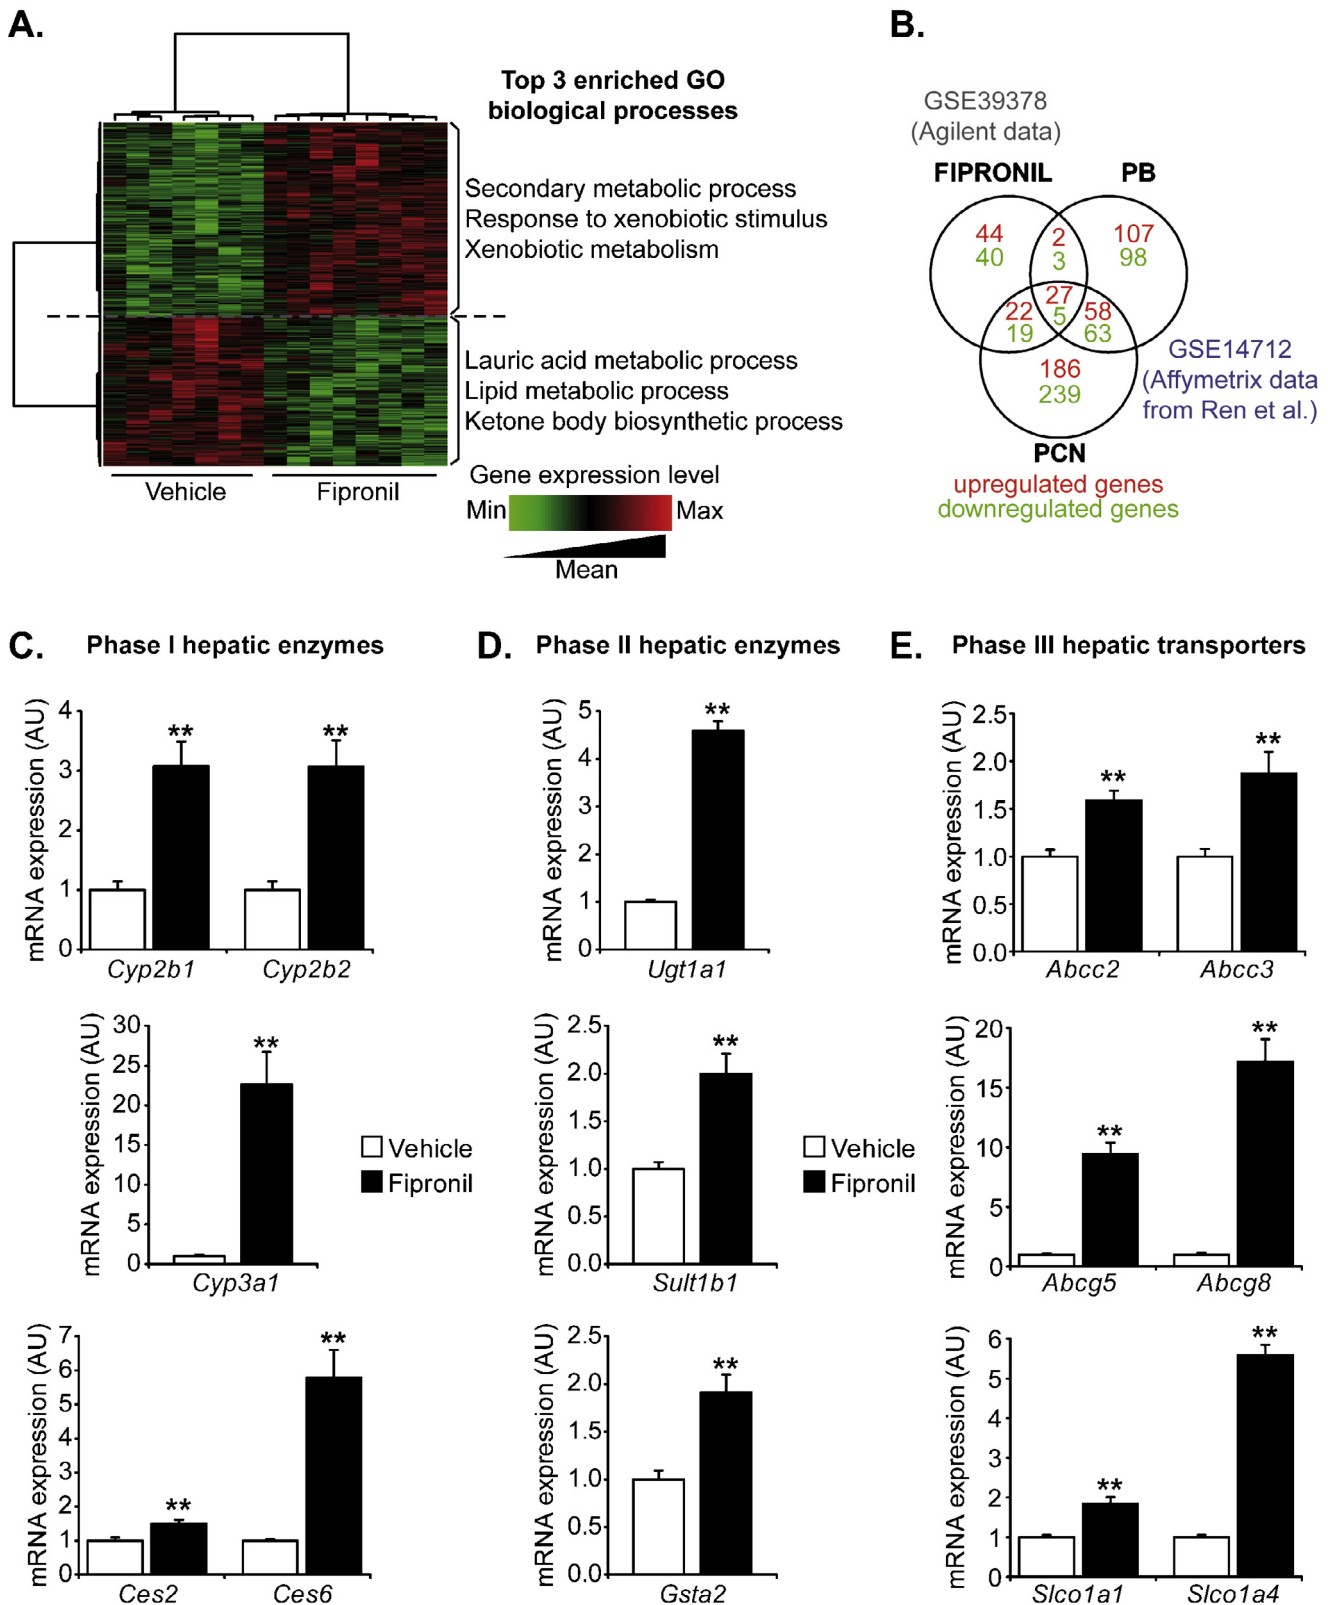 A.
Top 3 enriched GO
biological processes
Secondary metabolic process
Response to xenobiotic stimulus
Xenobiotic metabolism
Lauric acid metabolic process
Lipid metabolic process
Ketone body biosynthetic process
Vehicle
Fipronil
Gene expression level
Min
Max
Mean
B.
GSE39378
(Agilent data)
FIPRONIL
PB
44
40
2
3
107
98
27
5
22
19
58
63
186
239
GSE14712
(Affymetrix data
from Ren et al.)
PCN
upregulated genes
downregulated genes
C.
Phase I hepatic enzymes
mRNA expression (AU)
4
3
2
1
0
**
**
Cyp2b1
Cyp2b2
mRNA expression (AU)
30
25
20
15
10
5
0
**
Cyp3a1
Vehicle
Fipronil
mRNA expression (AU)
7
6
5
4
3
2
1
0
**
**
Ces2
Ces6
D.
Phase II hepatic enzymes
mRNA expression (AU)
5
4
3
2
1
0
**
Ugt1a1
mRNA expression (AU)
2.5
2.0
1.5
1.0
0.5
0.0
**
Sult1b1
Vehicle
Fipronil
mRNA expression (AU)
2.5
2.0
1.5
1.0
0.5
0.0
**
Gsta2
E.
Phase III hepatic transporters
mRNA expression (AU)
2.5
2.0
1.5
1.0
0.5
0.0
**
**
Abcc2
Abcc3
mRNA expression (AU)
20
15
10
5
0
**
**
Abcg5
Abcg8
mRNA expression (AU)
6
5
4
3
2
1
0
**
**
Slco1a1
Slco1a4